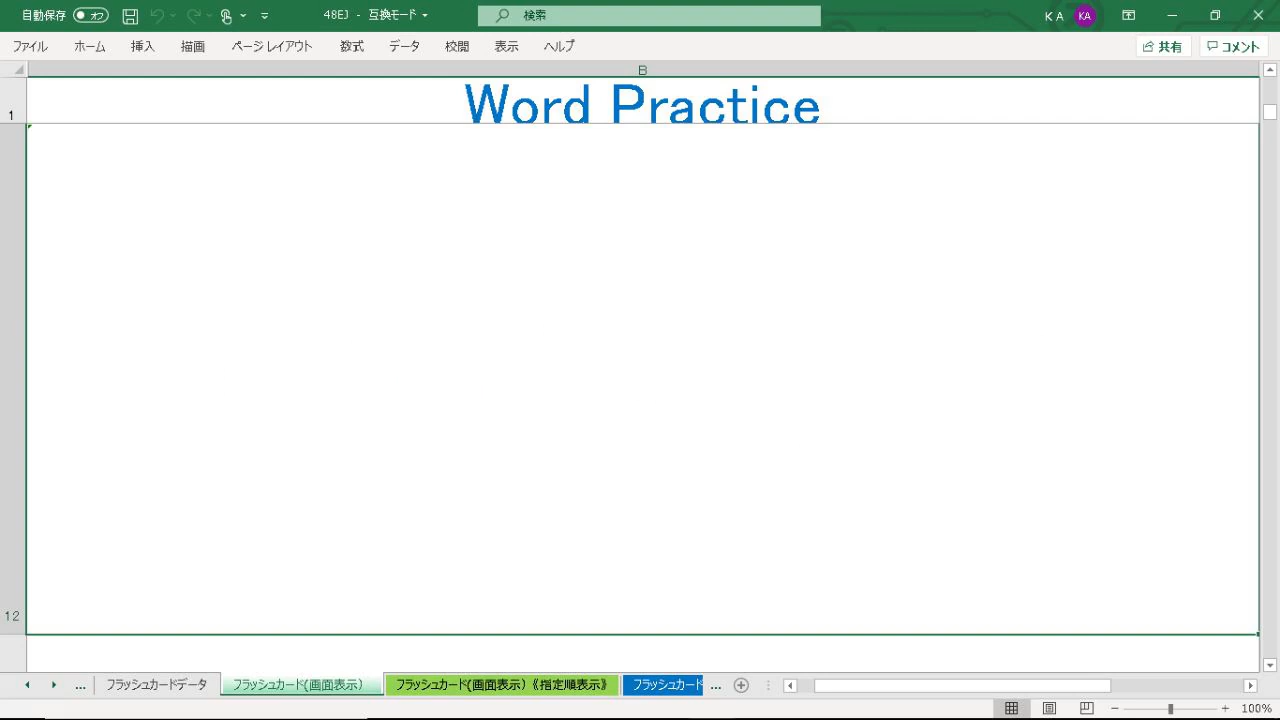 自動保存 オフ 48EJ - 互換モード 検索 K A KA
ファイル ホーム 挿入 描画 ページ レイアウト 数式 データ 校閲 表示 ヘルプ 共有 コメント
B
1 Word Practice
12
... フラッシュカードデータ フラッシュカード(画面表示) フラッシュカード(画面表示)《指定順表示》 フラッシュカード ...
100%